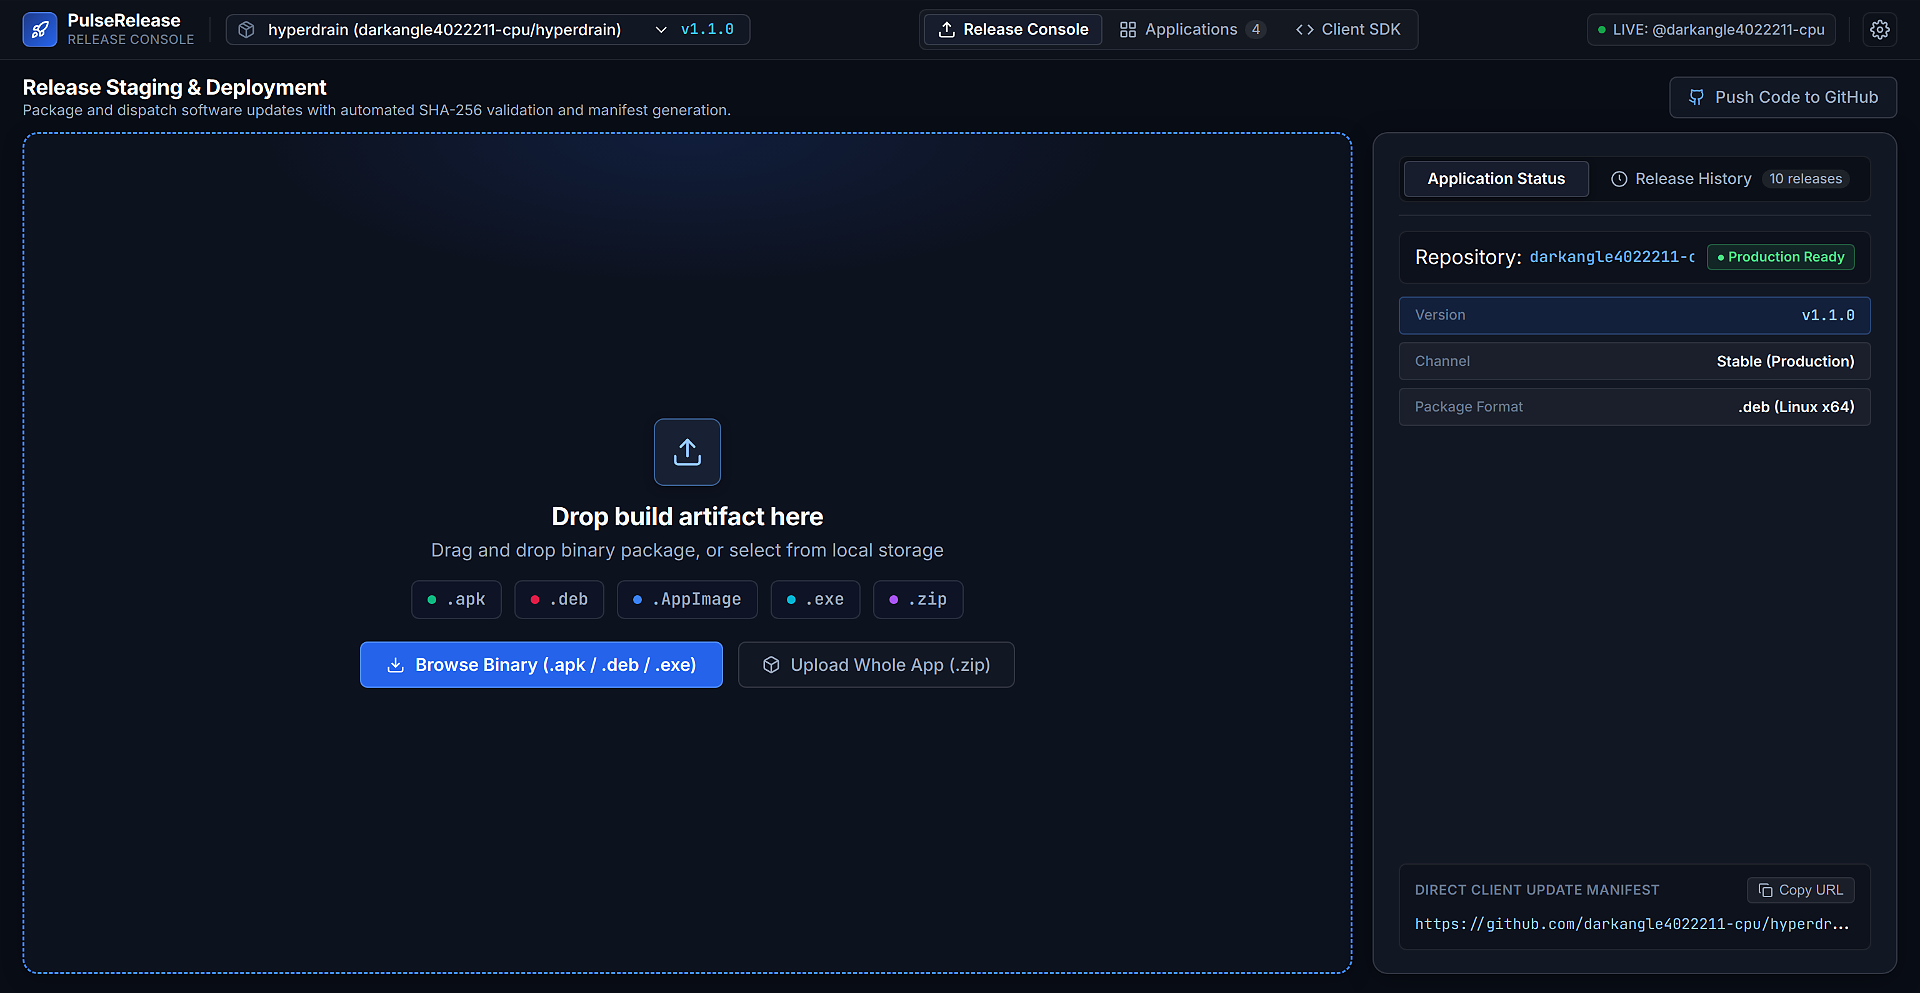 PulseRelease
RELEASE CONSOLE
hyperdrain (darkangle4022211-cpu/hyperdrain) v1.1.0
Release Console
Applications 4
Client SDK
LIVE: @darkangle4022211-cpu
Release Staging & Deployment
Package and dispatch software updates with automated SHA-256 validation and manifest generation.
Push Code to GitHub
Drop build artifact here
Drag and drop binary package, or select from local storage
.apk .deb .AppImage .exe .zip
Browse Binary (.apk / .deb / .exe)
Upload Whole App (.zip)
Application Status
Release History 10 releases
Repository: darkangle4022211-c
Production Ready
Version v1.1.0
Channel Stable (Production)
Package Format .deb (Linux x64)
DIRECT CLIENT UPDATE MANIFEST
Copy URL
https://github.com/darkangle4022211-cpu/hyperdr...